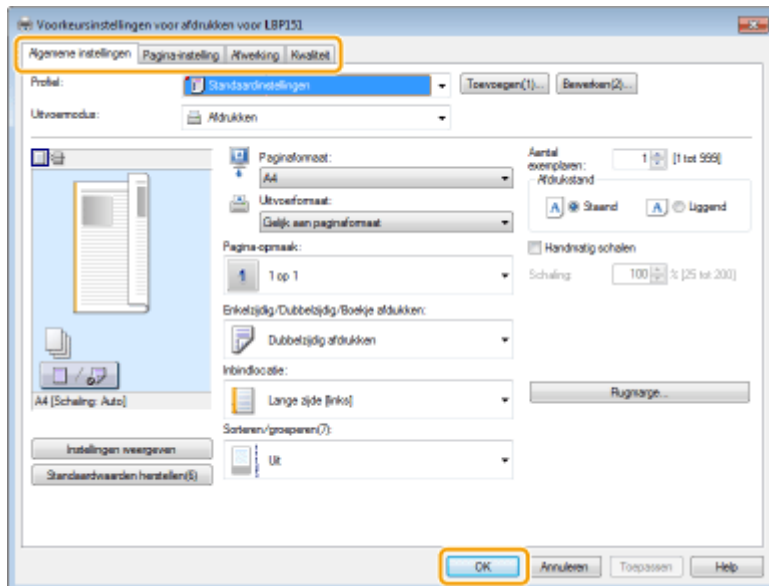 Voorkeursinstellingen voor afdrukken voor LBP151
Algemene instellingen Pagina-instelling Afwerking Kwaliteit
Profiel: Standaardinstellingen Toevoegen(1)... Bewerken(2)...
Uitvoermodus: Afdrukken
Paginaformaat:
A4
Uitvoerformaat:
Gelijk aan paginaformaat
Aantal exemplaren: 1 [1 tot 999]
Afdrukstand
A Staand A Liggend
Pagina-opmaak:
1 1 op 1
Handmatig schalen
Schaling: 100 % [25 tot 200]
Enkelzijdig/Dubbelzijdig/Boekje afdrukken:
Dubbelzijdig afdrukken
Inbindlocatie:
Lange zijde [links]
Rugmarge...
A4 [Schaling: Auto]
Sorteren/groeperen(7):
Uit
Instellingen weergeven
Standaardwaarden herstellen(6)
OK Annuleren Toepassen Help